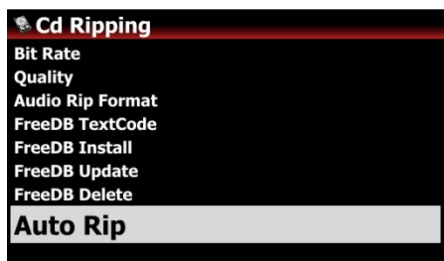 Cd Ripping
Bit Rate
Quality
Audio Rip Format
FreeDB TextCode
FreeDB Install
FreeDB Update
FreeDB Delete
Auto Rip